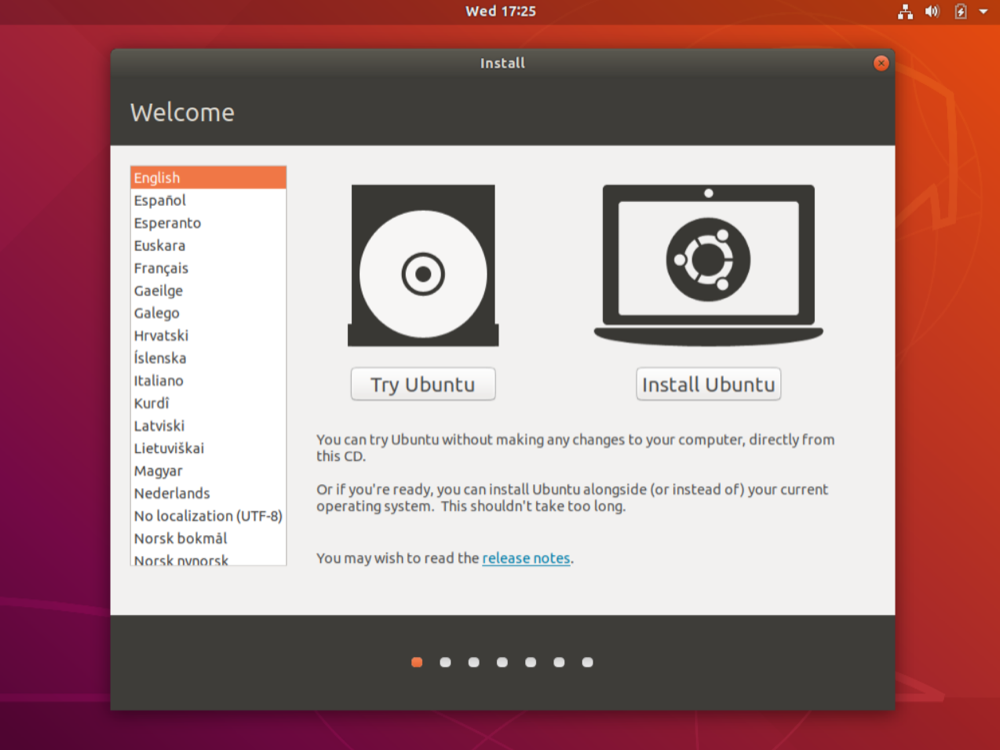 Wed 17:25
Install
Welcome
English
Español
Esperanto
Euskara
Français
Gaeilge
Galego
Hrvatski
Íslenska
Italiano
Kurdî
Latviski
Lietuviškai
Magyar
Nederlands
No localization (UTF-8)
Norsk bokmål
Norsk nynorsk
Try Ubuntu
Install Ubuntu
You can try Ubuntu without making any changes to your computer, directly from
this CD.
Or if you're ready, you can install Ubuntu alongside (or instead of) your current
operating system.  This shouldn't take too long.
You may wish to read the release notes.